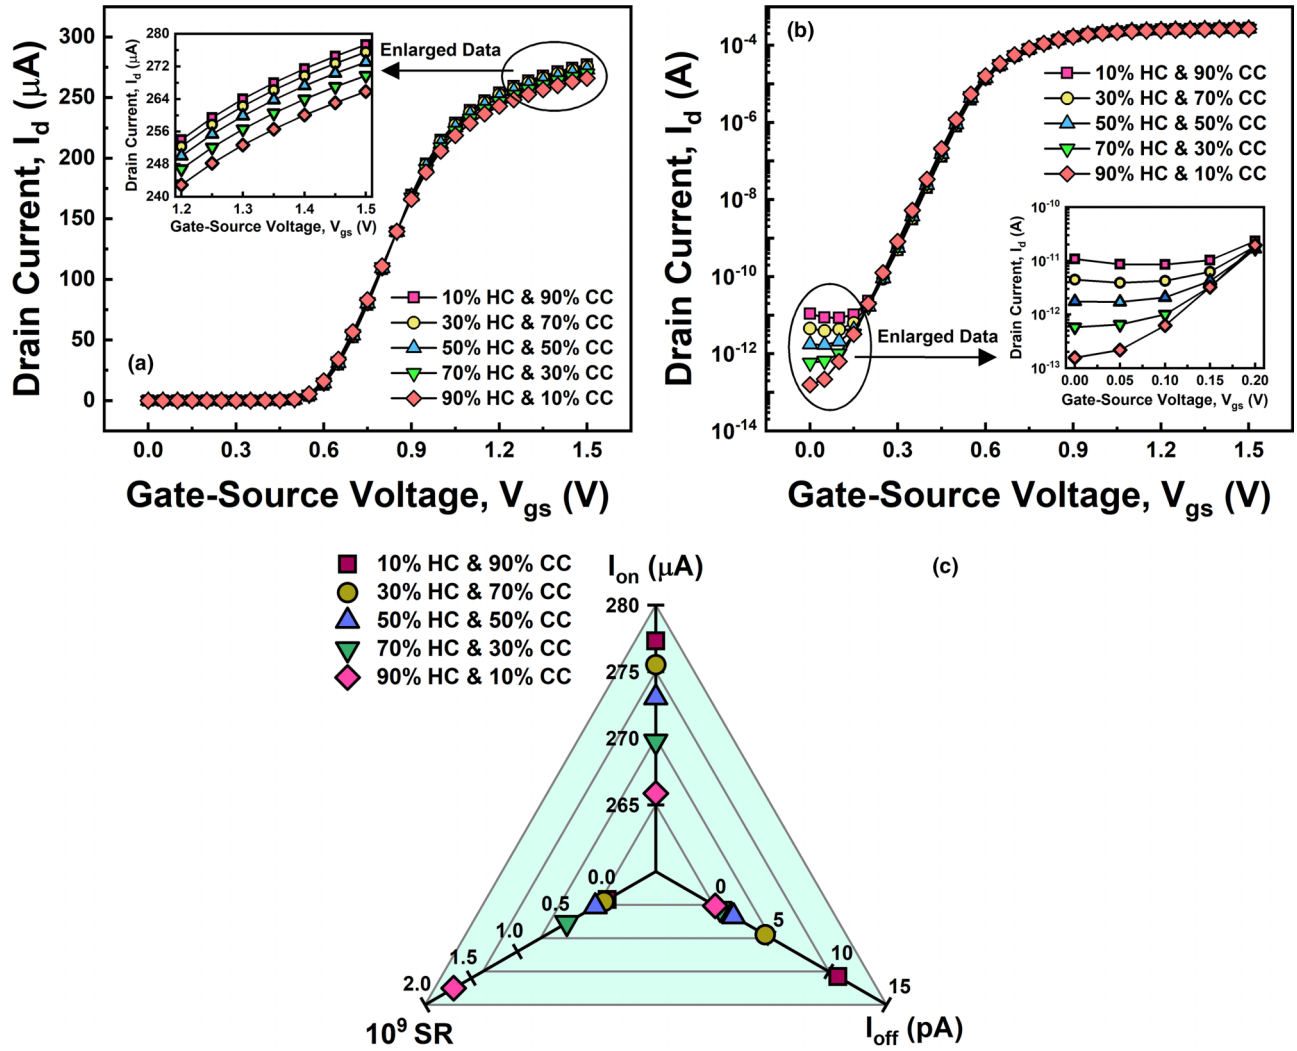 Drain Current, I_d (μA)
300
250
200
150
100
50
0
0.0 0.3 0.6 0.9 1.2 1.5
Gate-Source Voltage, V_gs (V)
(a)
Enlarged Data
10% HC & 90% CC
30% HC & 70% CC
50% HC & 50% CC
70% HC & 30% CC
90% HC & 10% CC
Drain Current, I_d (μA)
280
272
264
256
248
240
1.2 1.3 1.4 1.5
Gate-Source Voltage, V_gs (V)
Drain Current, I_d (A)
10^-4
10^-6
10^-8
10^-10
10^-12
10^-14
0.0 0.3 0.6 0.9 1.2 1.5
Gate-Source Voltage, V_gs (V)
(b)
10% HC & 90% CC
30% HC & 70% CC
50% HC & 50% CC
70% HC & 30% CC
90% HC & 10% CC
Enlarged Data
Drain Current, I_d (A)
10^-10
10^-11
10^-12
10^-13
0.00 0.05 0.10 0.15 0.20
Gate-Source Voltage, V_gs (V)
10% HC & 90% CC
30% HC & 70% CC
50% HC & 50% CC
70% HC & 30% CC
90% HC & 10% CC
(c)
I_on (μA)
280
275
270
265
0.0
0.5
1.0
1.5
2.0
10^9 SR
0
5
10
15
I_off (pA)